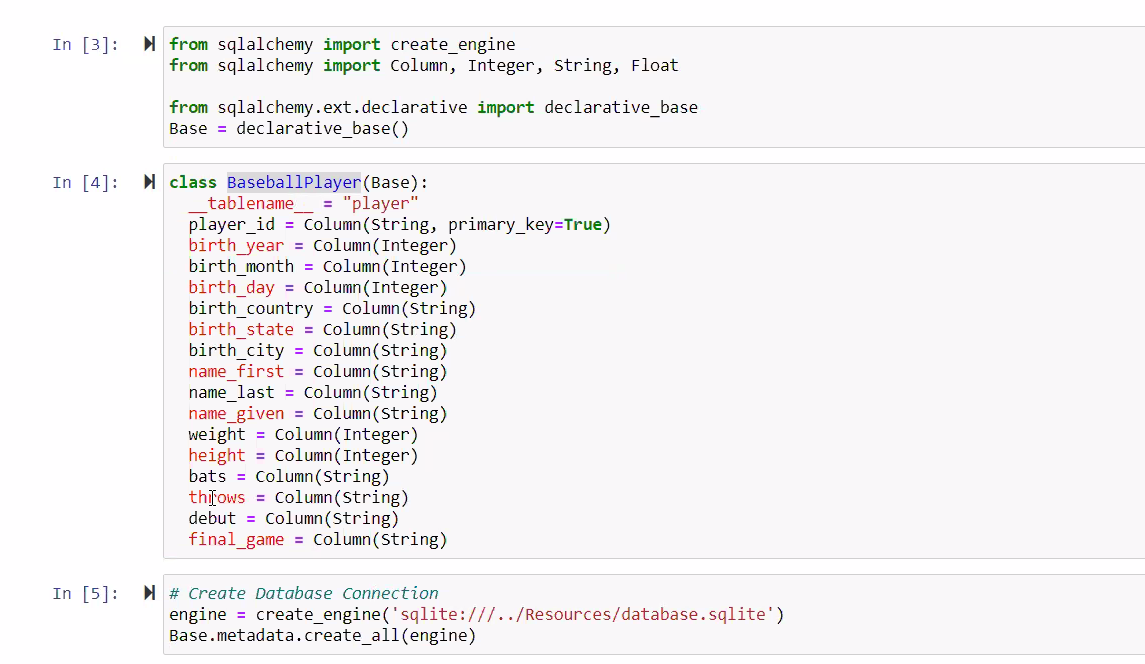 In [3]:
from sqlalchemy import create_engine
from sqlalchemy import Column, Integer, String, Float
from sqlalchemy.ext.declarative import declarative_base
Base = declarative_base()
In [4]:
class BaseballPlayer(Base):
  __tablename__ = "player"
  player_id = Column(String, primary_key=True)
  birth_year = Column(Integer)
  birth_month = Column(Integer)
  birth_day = Column(Integer)
  birth_country = Column(String)
  birth_state = Column(String)
  birth_city = Column(String)
  name_first = Column(String)
  name_last = Column(String)
  name_given = Column(String)
  weight = Column(Integer)
  height = Column(Integer)
  bats = Column(String)
  throws = Column(String)
  debut = Column(String)
  final_game = Column(String)
In [5]:
# Create Database Connection
engine = create_engine('sqlite:///../Resources/database.sqlite')
Base.metadata.create_all(engine)